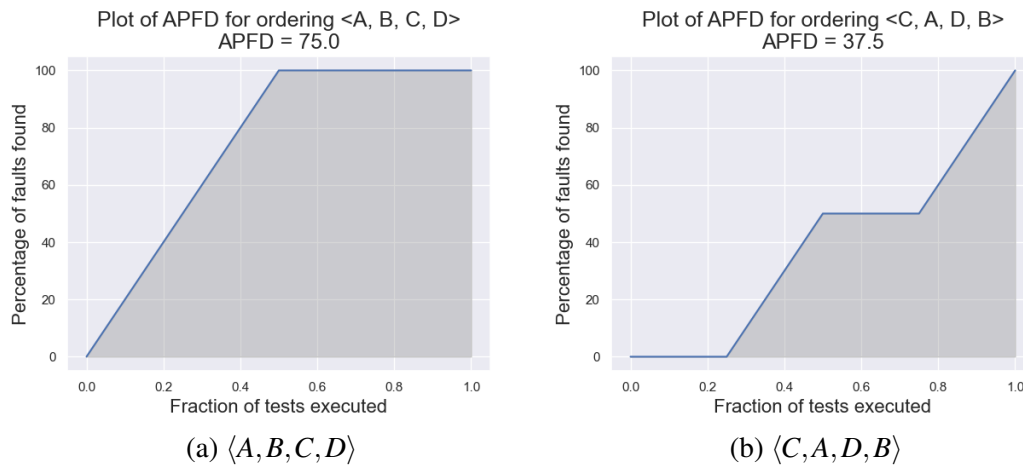 Plot of APFD for ordering <A, B, C, D>
APFD = 75.0
Percentage of faults found
100
80
60
40
20
0
0.0 0.2 0.4 0.6 0.8 1.0
Fraction of tests executed
(a) ⟨A,B,C,D⟩
Plot of APFD for ordering <C, A, D, B>
APFD = 37.5
Percentage of faults found
100
80
60
40
20
0
0.0 0.2 0.4 0.6 0.8 1.0
Fraction of tests executed
(b) ⟨C,A,D,B⟩